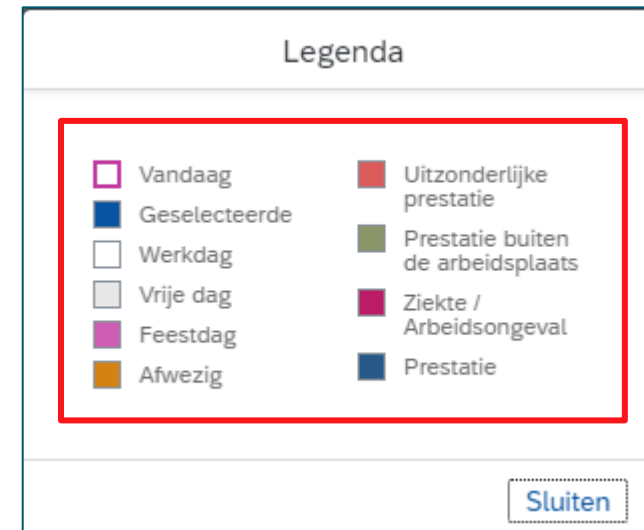 Legenda
Vandaag
Geselecteerde
Werkdag
Vrije dag
Feestdag
Afwezig
Uitzonderlijke
prestatie
Prestatie buiten
de arbeidsplaats
Ziekte /
Arbeidsongeval
Prestatie
Sluiten